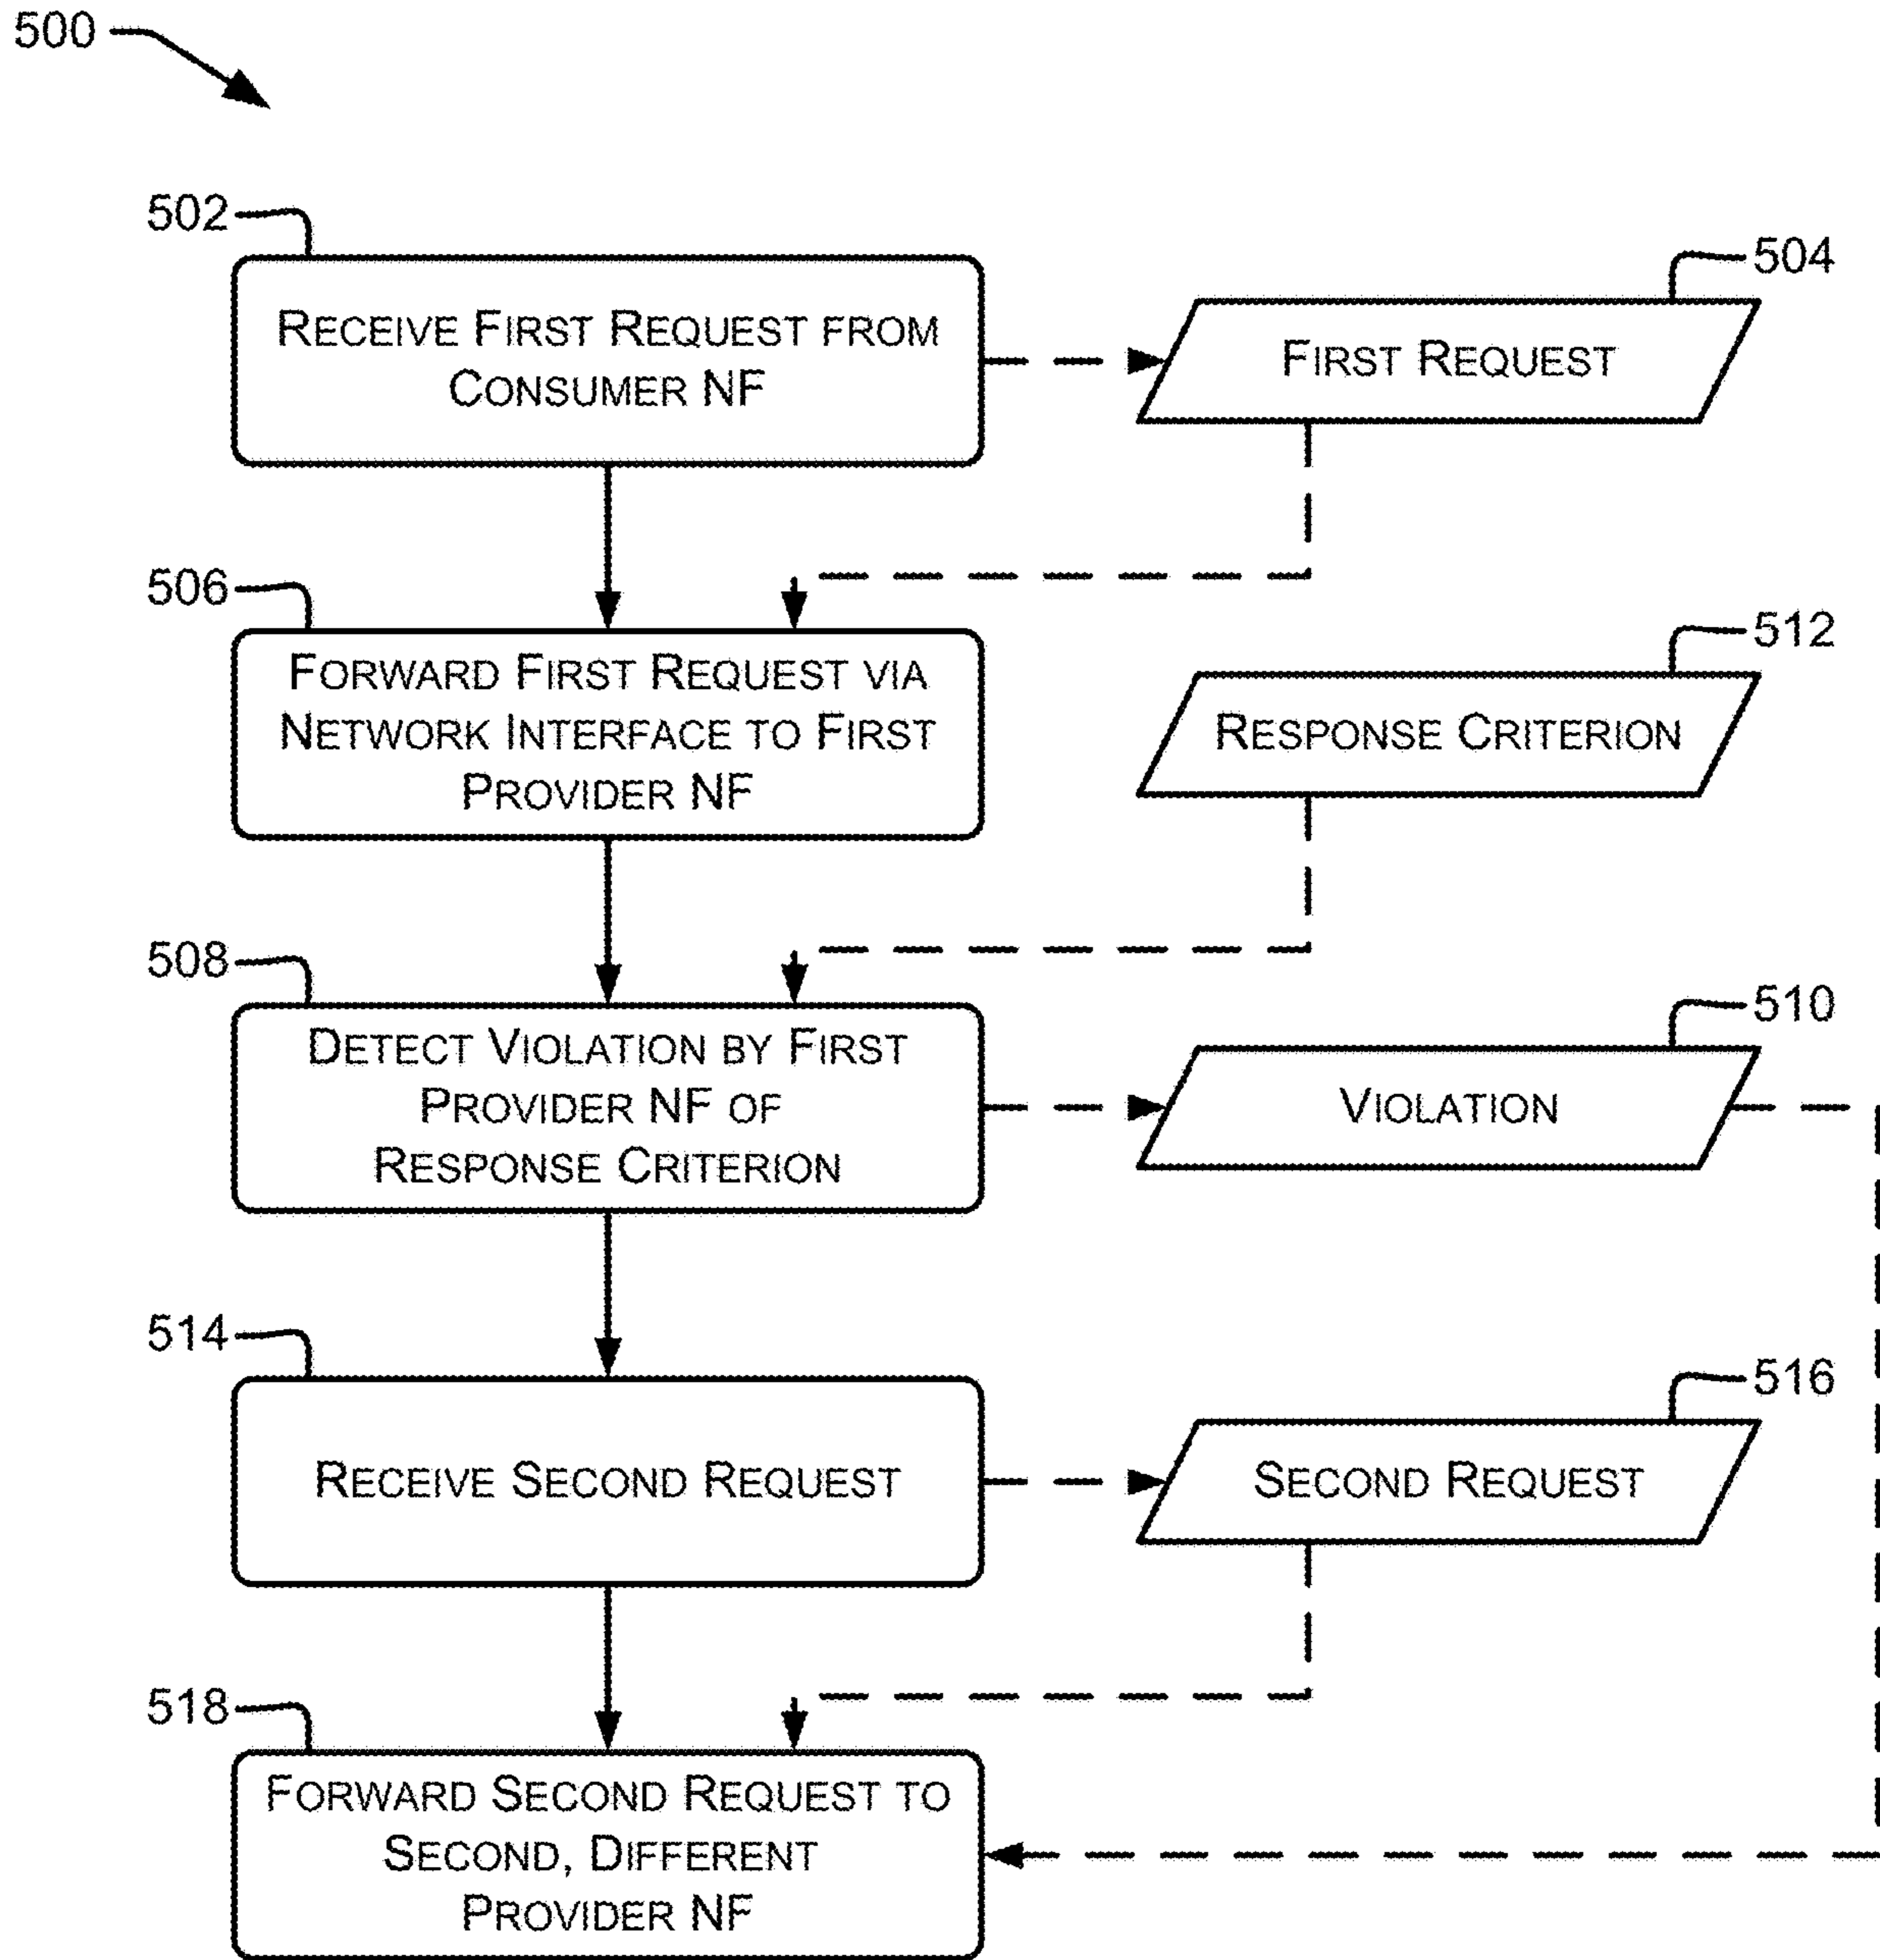 500
502
RECEIVE FIRST REQUEST FROM
CONSUMER NF
504
FIRST REQUEST
506
FORWARD FIRST REQUEST VIA
NETWORK INTERFACE TO FIRST
PROVIDER NF
512
RESPONSE CRITERION
508
DETECT VIOLATION BY FIRST
PROVIDER NF OF
RESPONSE CRITERION
510
VIOLATION
514
RECEIVE SECOND REQUEST
516
SECOND REQUEST
518
FORWARD SECOND REQUEST TO
SECOND, DIFFERENT
PROVIDER NF